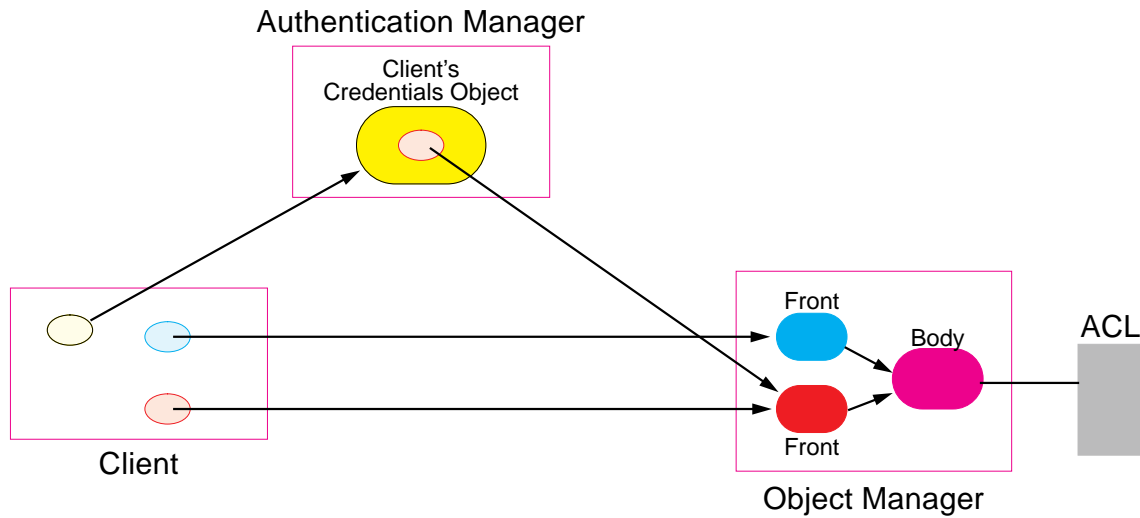 Authentication Manager
Client's
Credentials Object
Front
Body
ACL
Front
Client
Object Manager